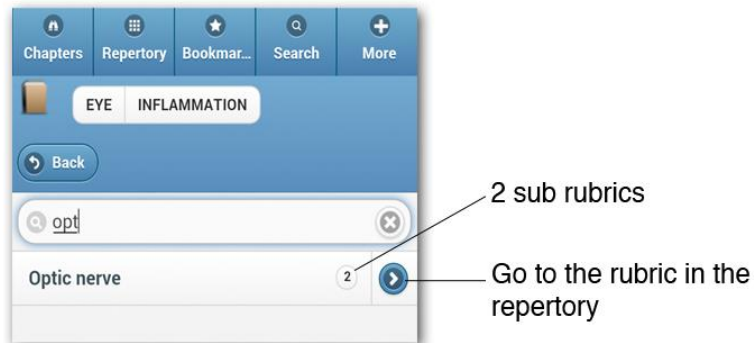 Chapters Repertory Bookmar... Search More
EYE INFLAMMATION
Back
opt
Optic nerve 2
2 sub rubrics
Go to the rubric in the
repertory